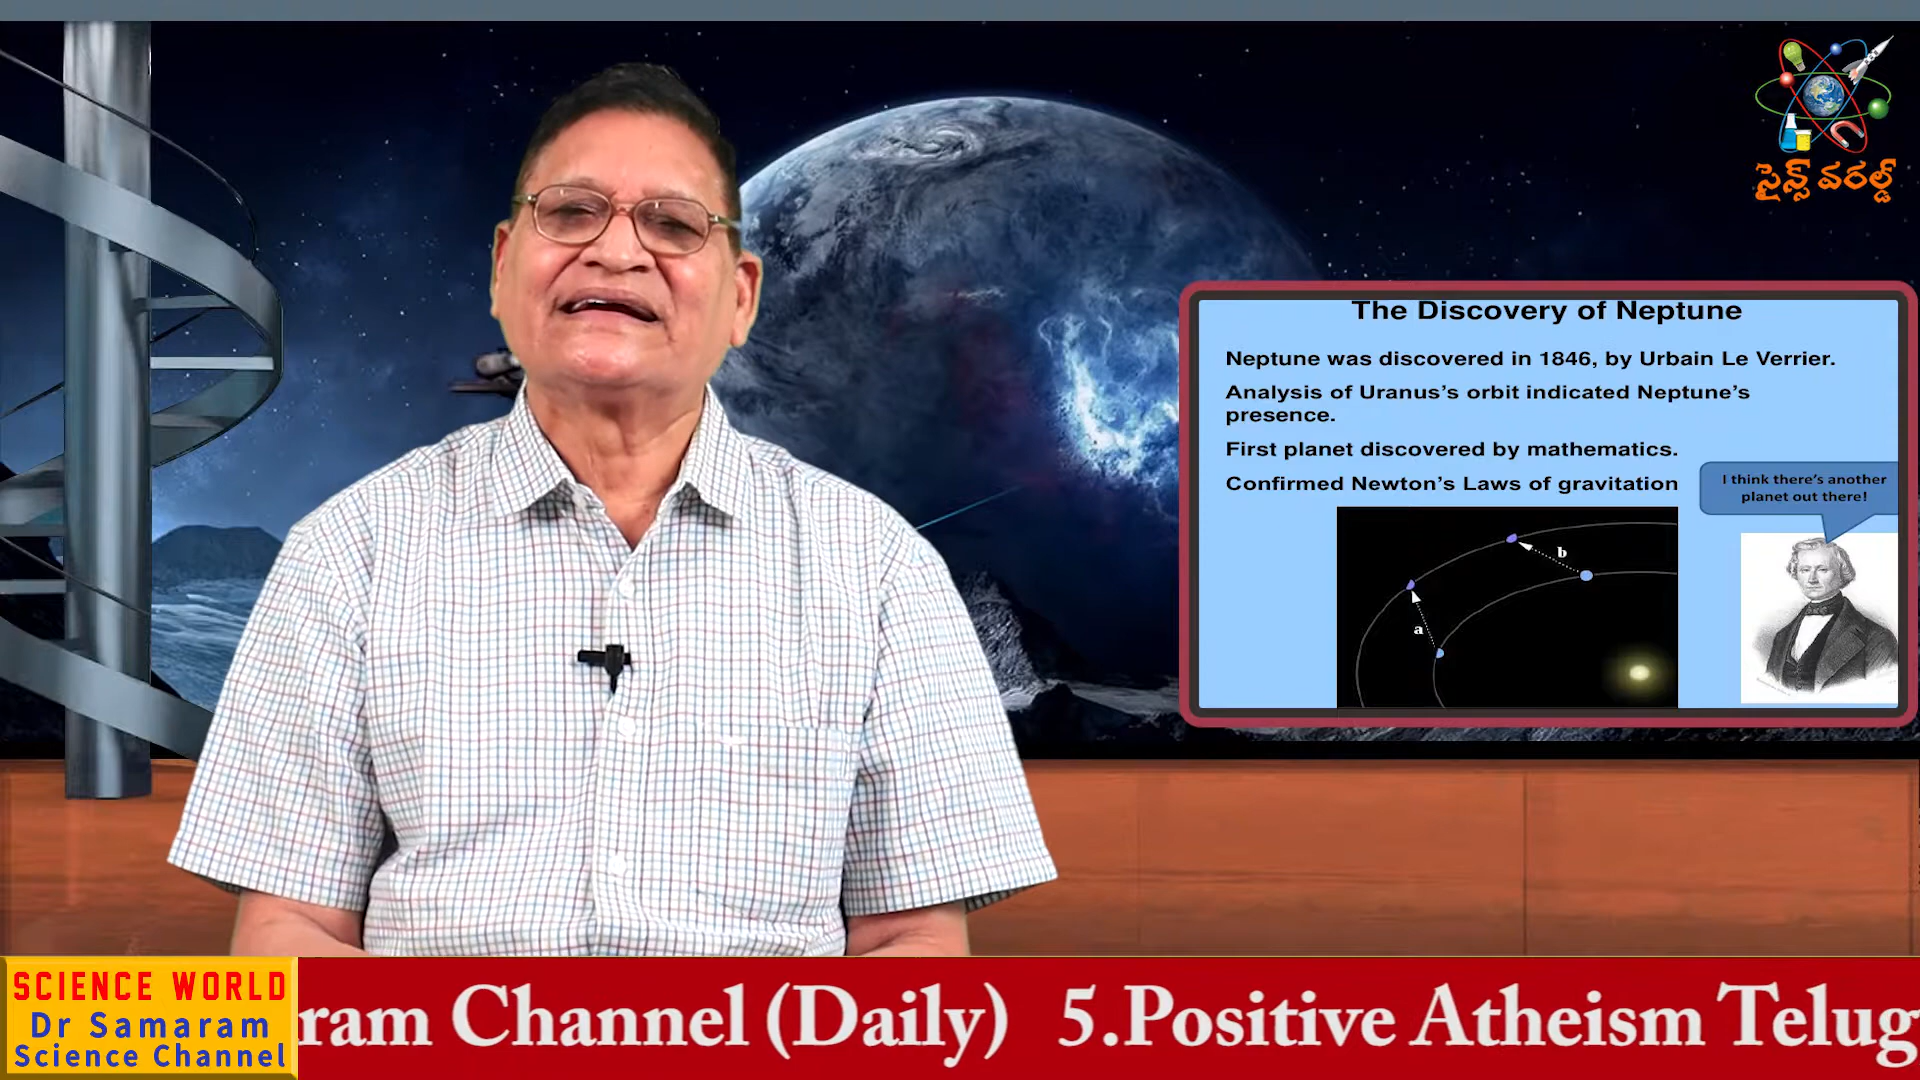 సైన్స్ వరల్డ్
The Discovery of Neptune
Neptune was discovered in 1846, by Urbain Le Verrier.
Analysis of Uranus’s orbit indicated Neptune’s
presence.
First planet discovered by mathematics.
Confirmed Newton’s Laws of gravitation
I think there’s another
planet out there!
b
a
SCIENCE WORLD
Dr Samaram
Science Channel
ram Channel (Daily) 5.Positive Atheism Telug